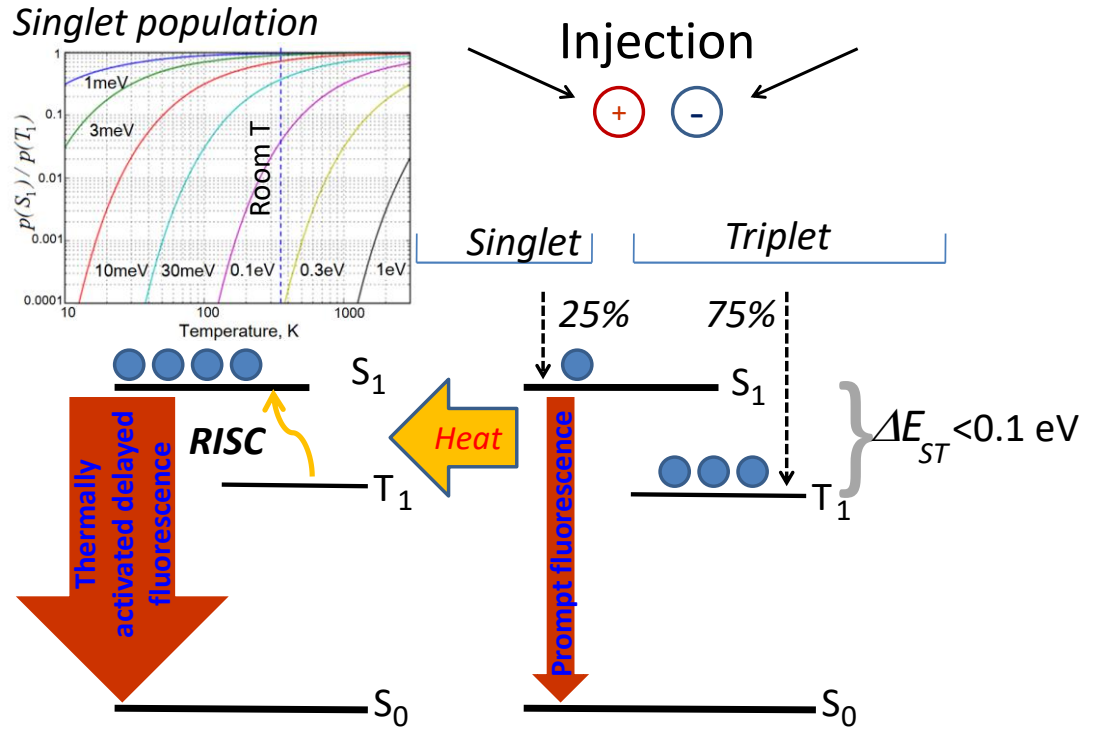 Singlet population
Injection
+ -
1
0.1
0.01
0.001
0.0001
p(S₁) / p(T₁)
1meV
3meV
10meV 30meV 0.1eV 0.3eV 1eV
Room T
10 100 1000
Temperature, K
Singlet Triplet
25% 75%
S₁
S₁
RISC
Heat
ΔE_ST <0.1 eV
T₁
T₁
Thermally
activated delayed
fluorescence
Prompt fluorescence
S₀
S₀